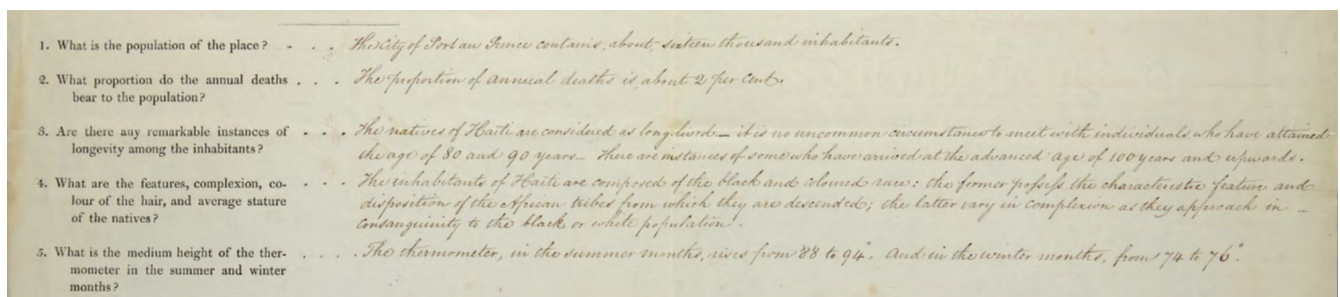 1. What is the population of the place? - . . The City of Port au Prince contains, about sixteen thousand inhabitants.
2. What proportion do the annual deaths . . . The proportion of annual deaths is, about 2 per cent.
bear to the population?
3. Are there any remarkable instances of . . . The natives of Haiti are considered as long lived — it is no uncommon circumstance to meet with individuals who have attained
longevity among the inhabitants? the age of 80 and 90 years — there are instances of some who have arrived at the advanced age of 100 years and upwards.
4. What are the features, complexion, co- . . . The inhabitants of Haiti are composed of the black and coloured race: the former possess the characteristic feature and
lour of the hair, and average stature disposition of the African tribes from which they are descended; the latter vary in complexion as they approach in –
of the natives? consanguinity to the black or white population.
5. What is the medium height of the ther- . . . . The thermometer, in the summer months, rises from 88 to 94°. And in the winter months, from 74 to 76°.
mometer in the summer and winter
months?